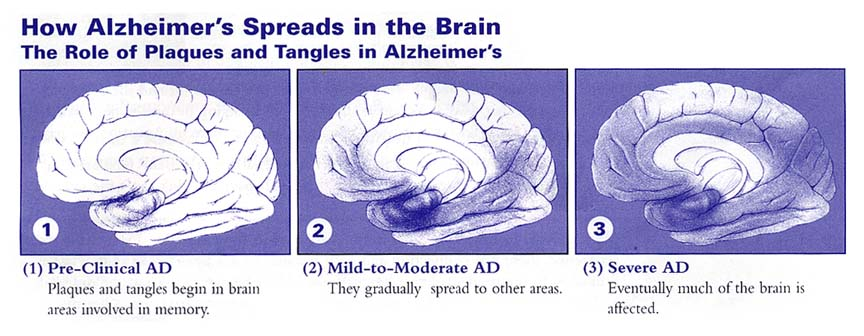 How Alzheimer's Spreads in the Brain
The Role of Plaques and Tangles in Alzheimer's
1
2
3
(1) Pre-Clinical AD
Plaques and tangles begin in brain
areas involved in memory.
(2) Mild-to-Moderate AD
They gradually spread to other areas.
(3) Severe AD
Eventually much of the brain is
affected.